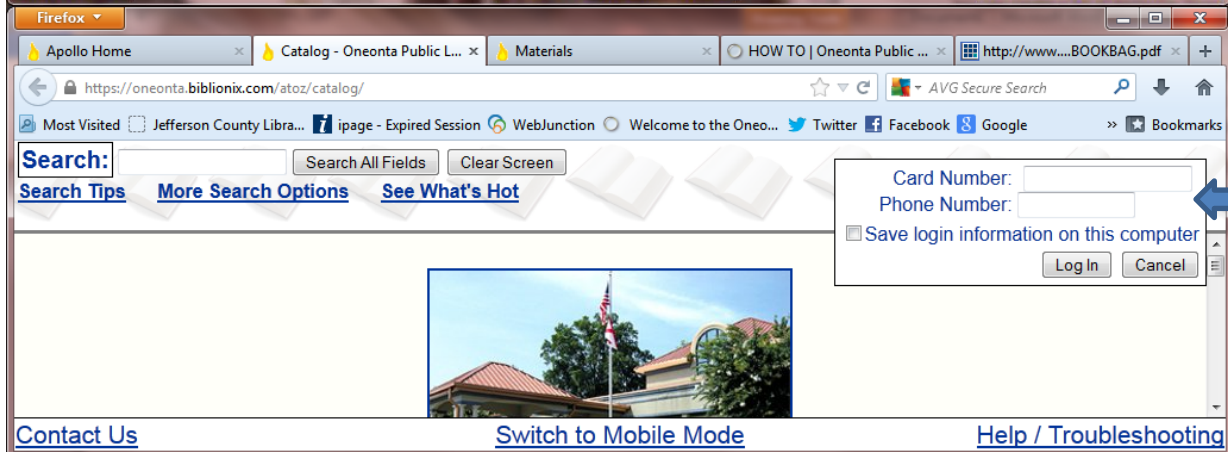 Firefox
Apollo Home
Catalog - Oneonta Public L...
Materials
HOW TO | Oneonta Public ...
http://www....BOOKBAG.pdf
https://oneonta.biblionix.com/atoz/catalog/
AVG Secure Search
Most Visited Jefferson County Libra... ipage - Expired Session WebJunction Welcome to the Oneo... Twitter Facebook Google » Bookmarks
Search: Search All Fields Clear Screen
Search Tips More Search Options See What's Hot
Card Number:
Phone Number:
Save login information on this computer
Log In Cancel
Contact Us Switch to Mobile Mode Help / Troubleshooting